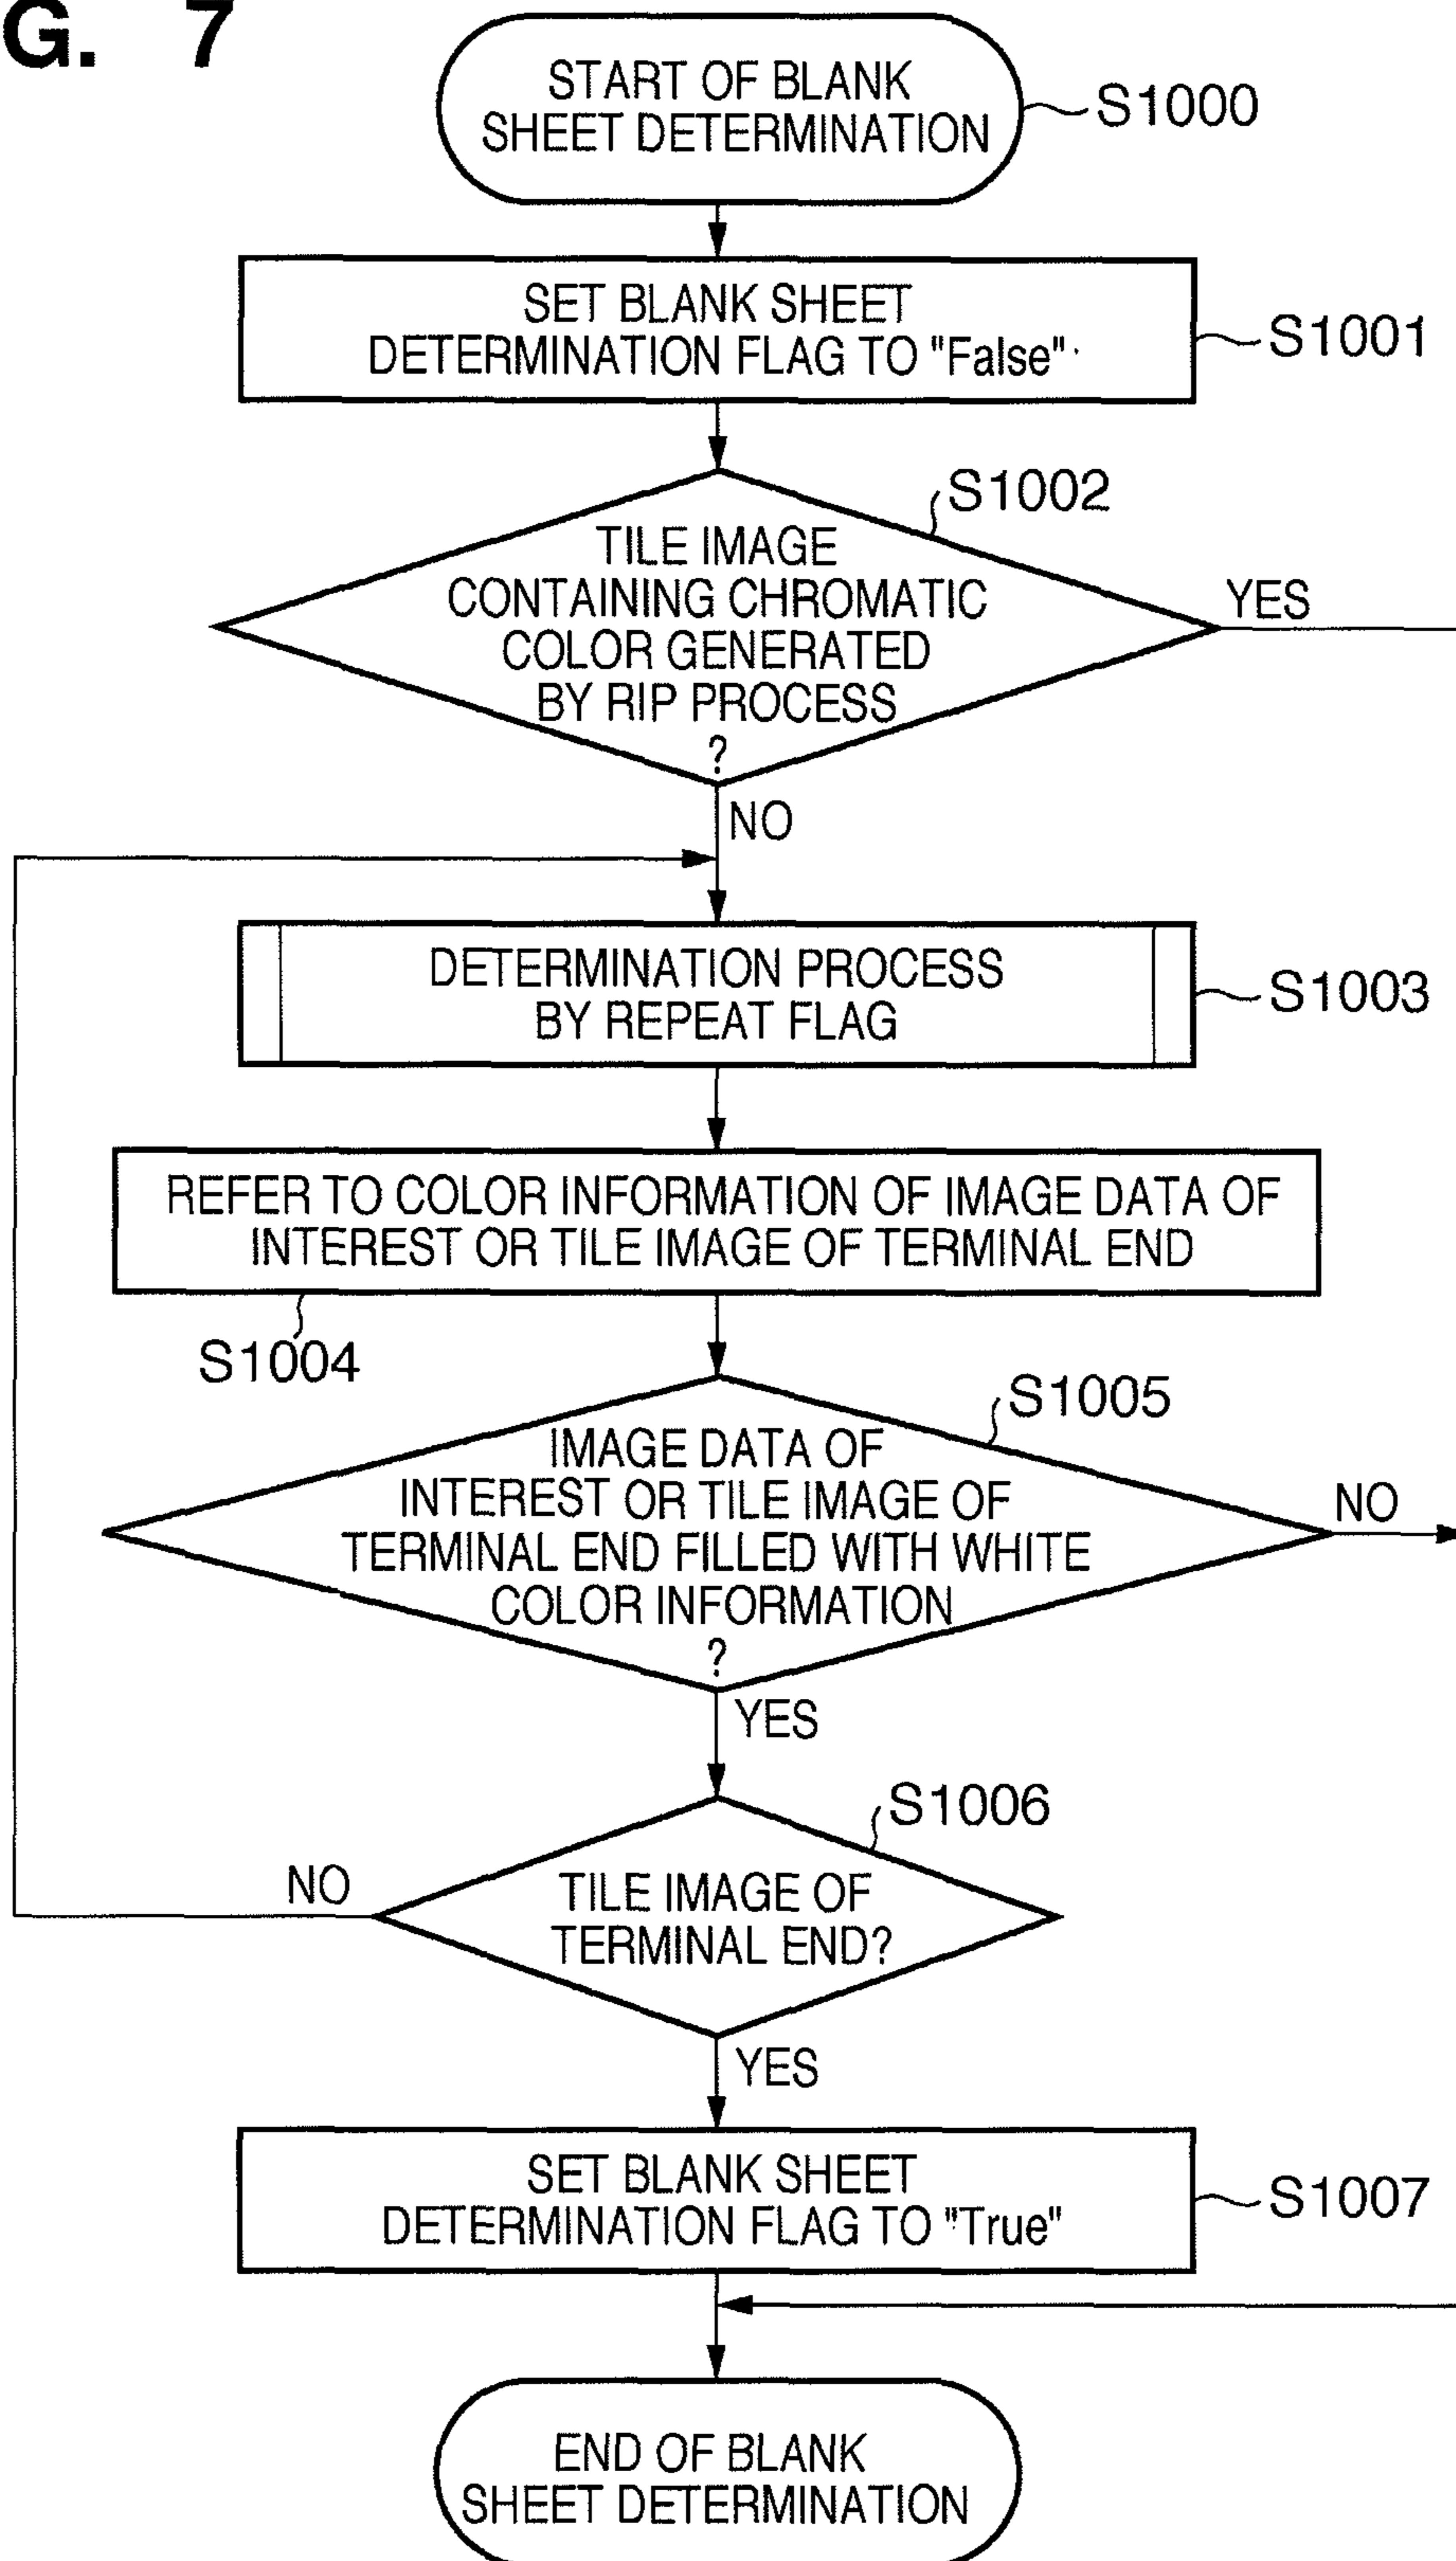 G. 7
START OF BLANK
SHEET DETERMINATION
S1000
SET BLANK SHEET
DETERMINATION FLAG TO "False"
S1001
S1002
TILE IMAGE
CONTAINING CHROMATIC
COLOR GENERATED
BY RIP PROCESS
?
YES
NO
DETERMINATION PROCESS
BY REPEAT FLAG
S1003
REFER TO COLOR INFORMATION OF IMAGE DATA OF
INTEREST OR TILE IMAGE OF TERMINAL END
S1004
S1005
IMAGE DATA OF
INTEREST OR TILE IMAGE OF
TERMINAL END FILLED WITH WHITE
COLOR INFORMATION
?
NO
YES
S1006
TILE IMAGE OF
TERMINAL END?
NO
YES
SET BLANK SHEET
DETERMINATION FLAG TO "True"
S1007
END OF BLANK
SHEET DETERMINATION